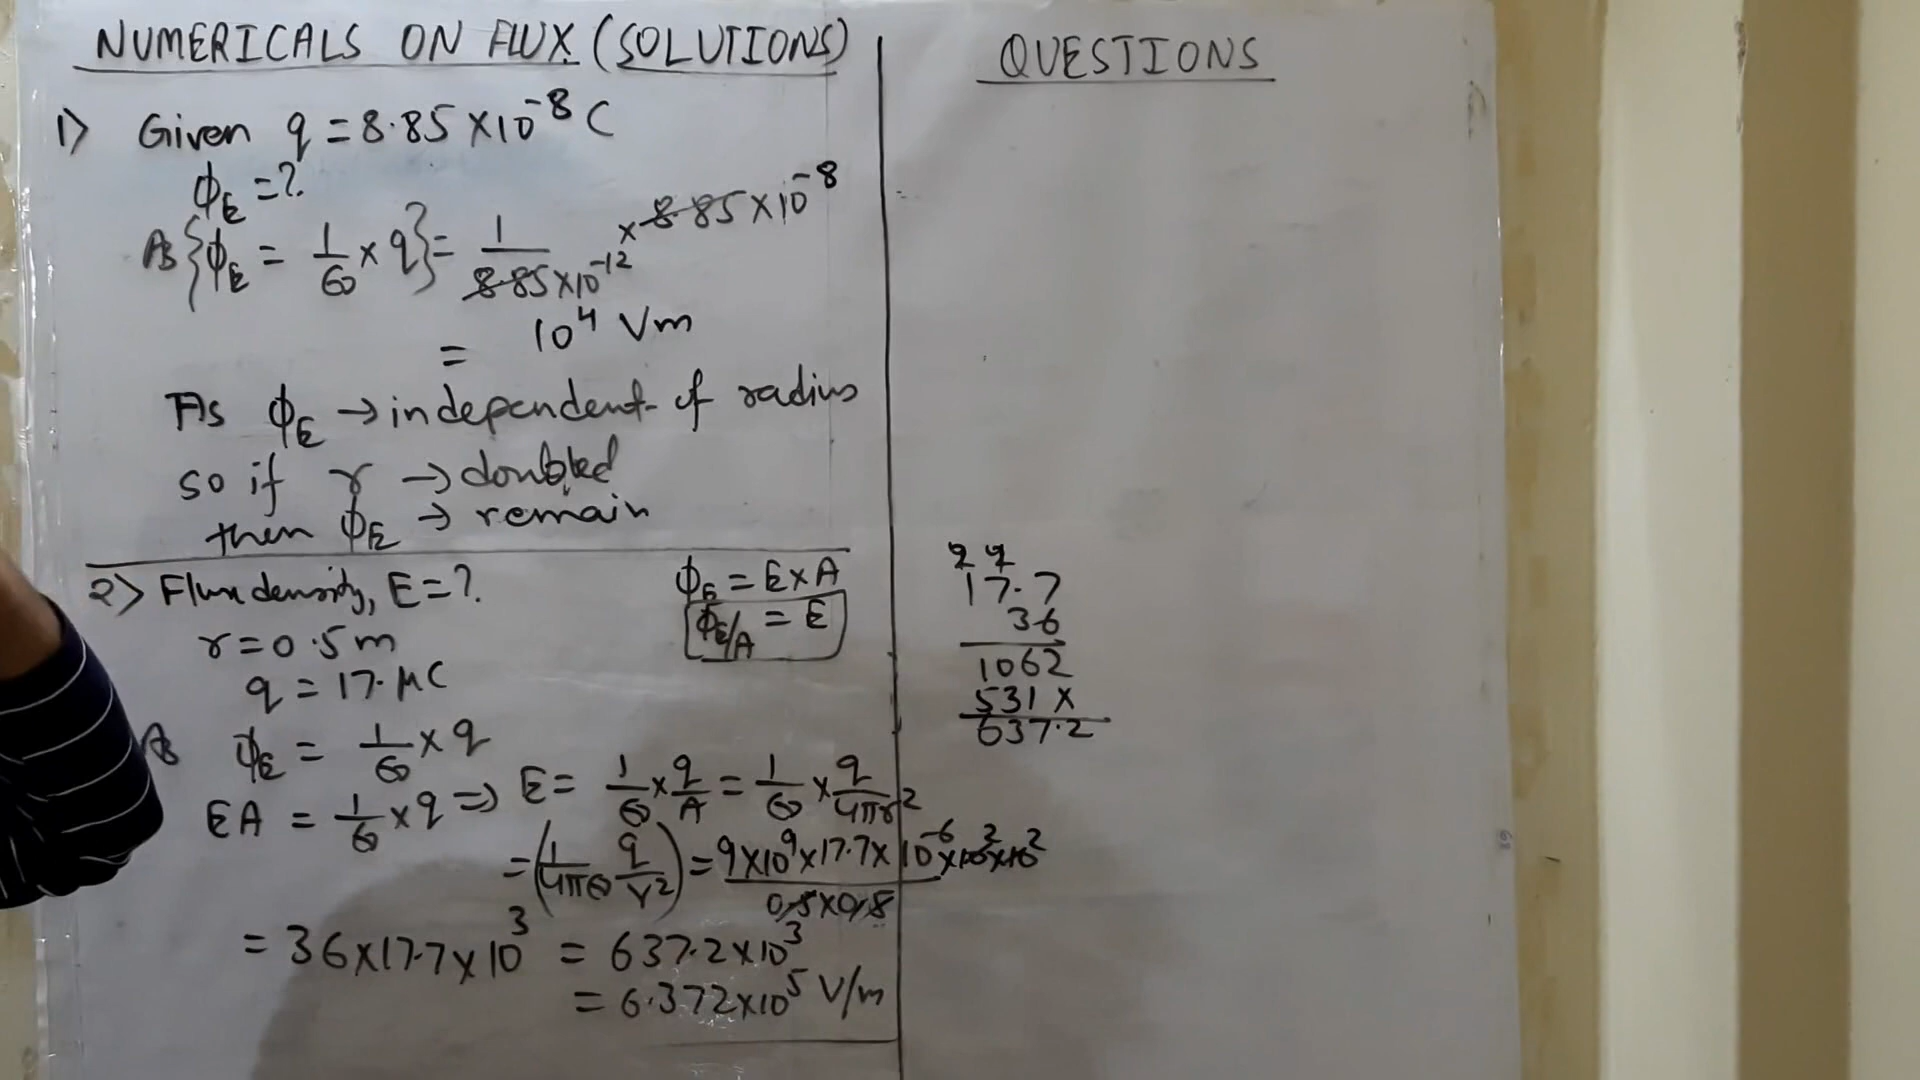 NUMERICALS ON FLUX (SOLUTIONS)
1) Given q = 8.85 × 10⁻⁸ C
ϕE = ?
As {ϕE = 1/ε₀ × q} = 1/8.85×10⁻¹² × 8.85 × 10⁻⁸
= 10⁴ Vm
As ϕE → independent of radius
so if r → doubled
then ϕE → remain
2) Flux density, E = ?
r = 0.5 m
q = 17. μC
ϕE = E × A
ϕE/A = E
As ϕE = 1/ε₀ × q
EA = 1/ε₀ × q ⇒ E = 1/ε₀ × q/A = 1/ε₀ × q/4πr²
= (1/4πε₀ q/r²) = 9×10⁹×17.7×10⁻⁶×10²×10²/0.5×0.5
= 36×17.7×10³ = 637.2×10³
= 6.372×10⁵ V/m
QUESTIONS
17.7
36
1062
531 ×
637.2